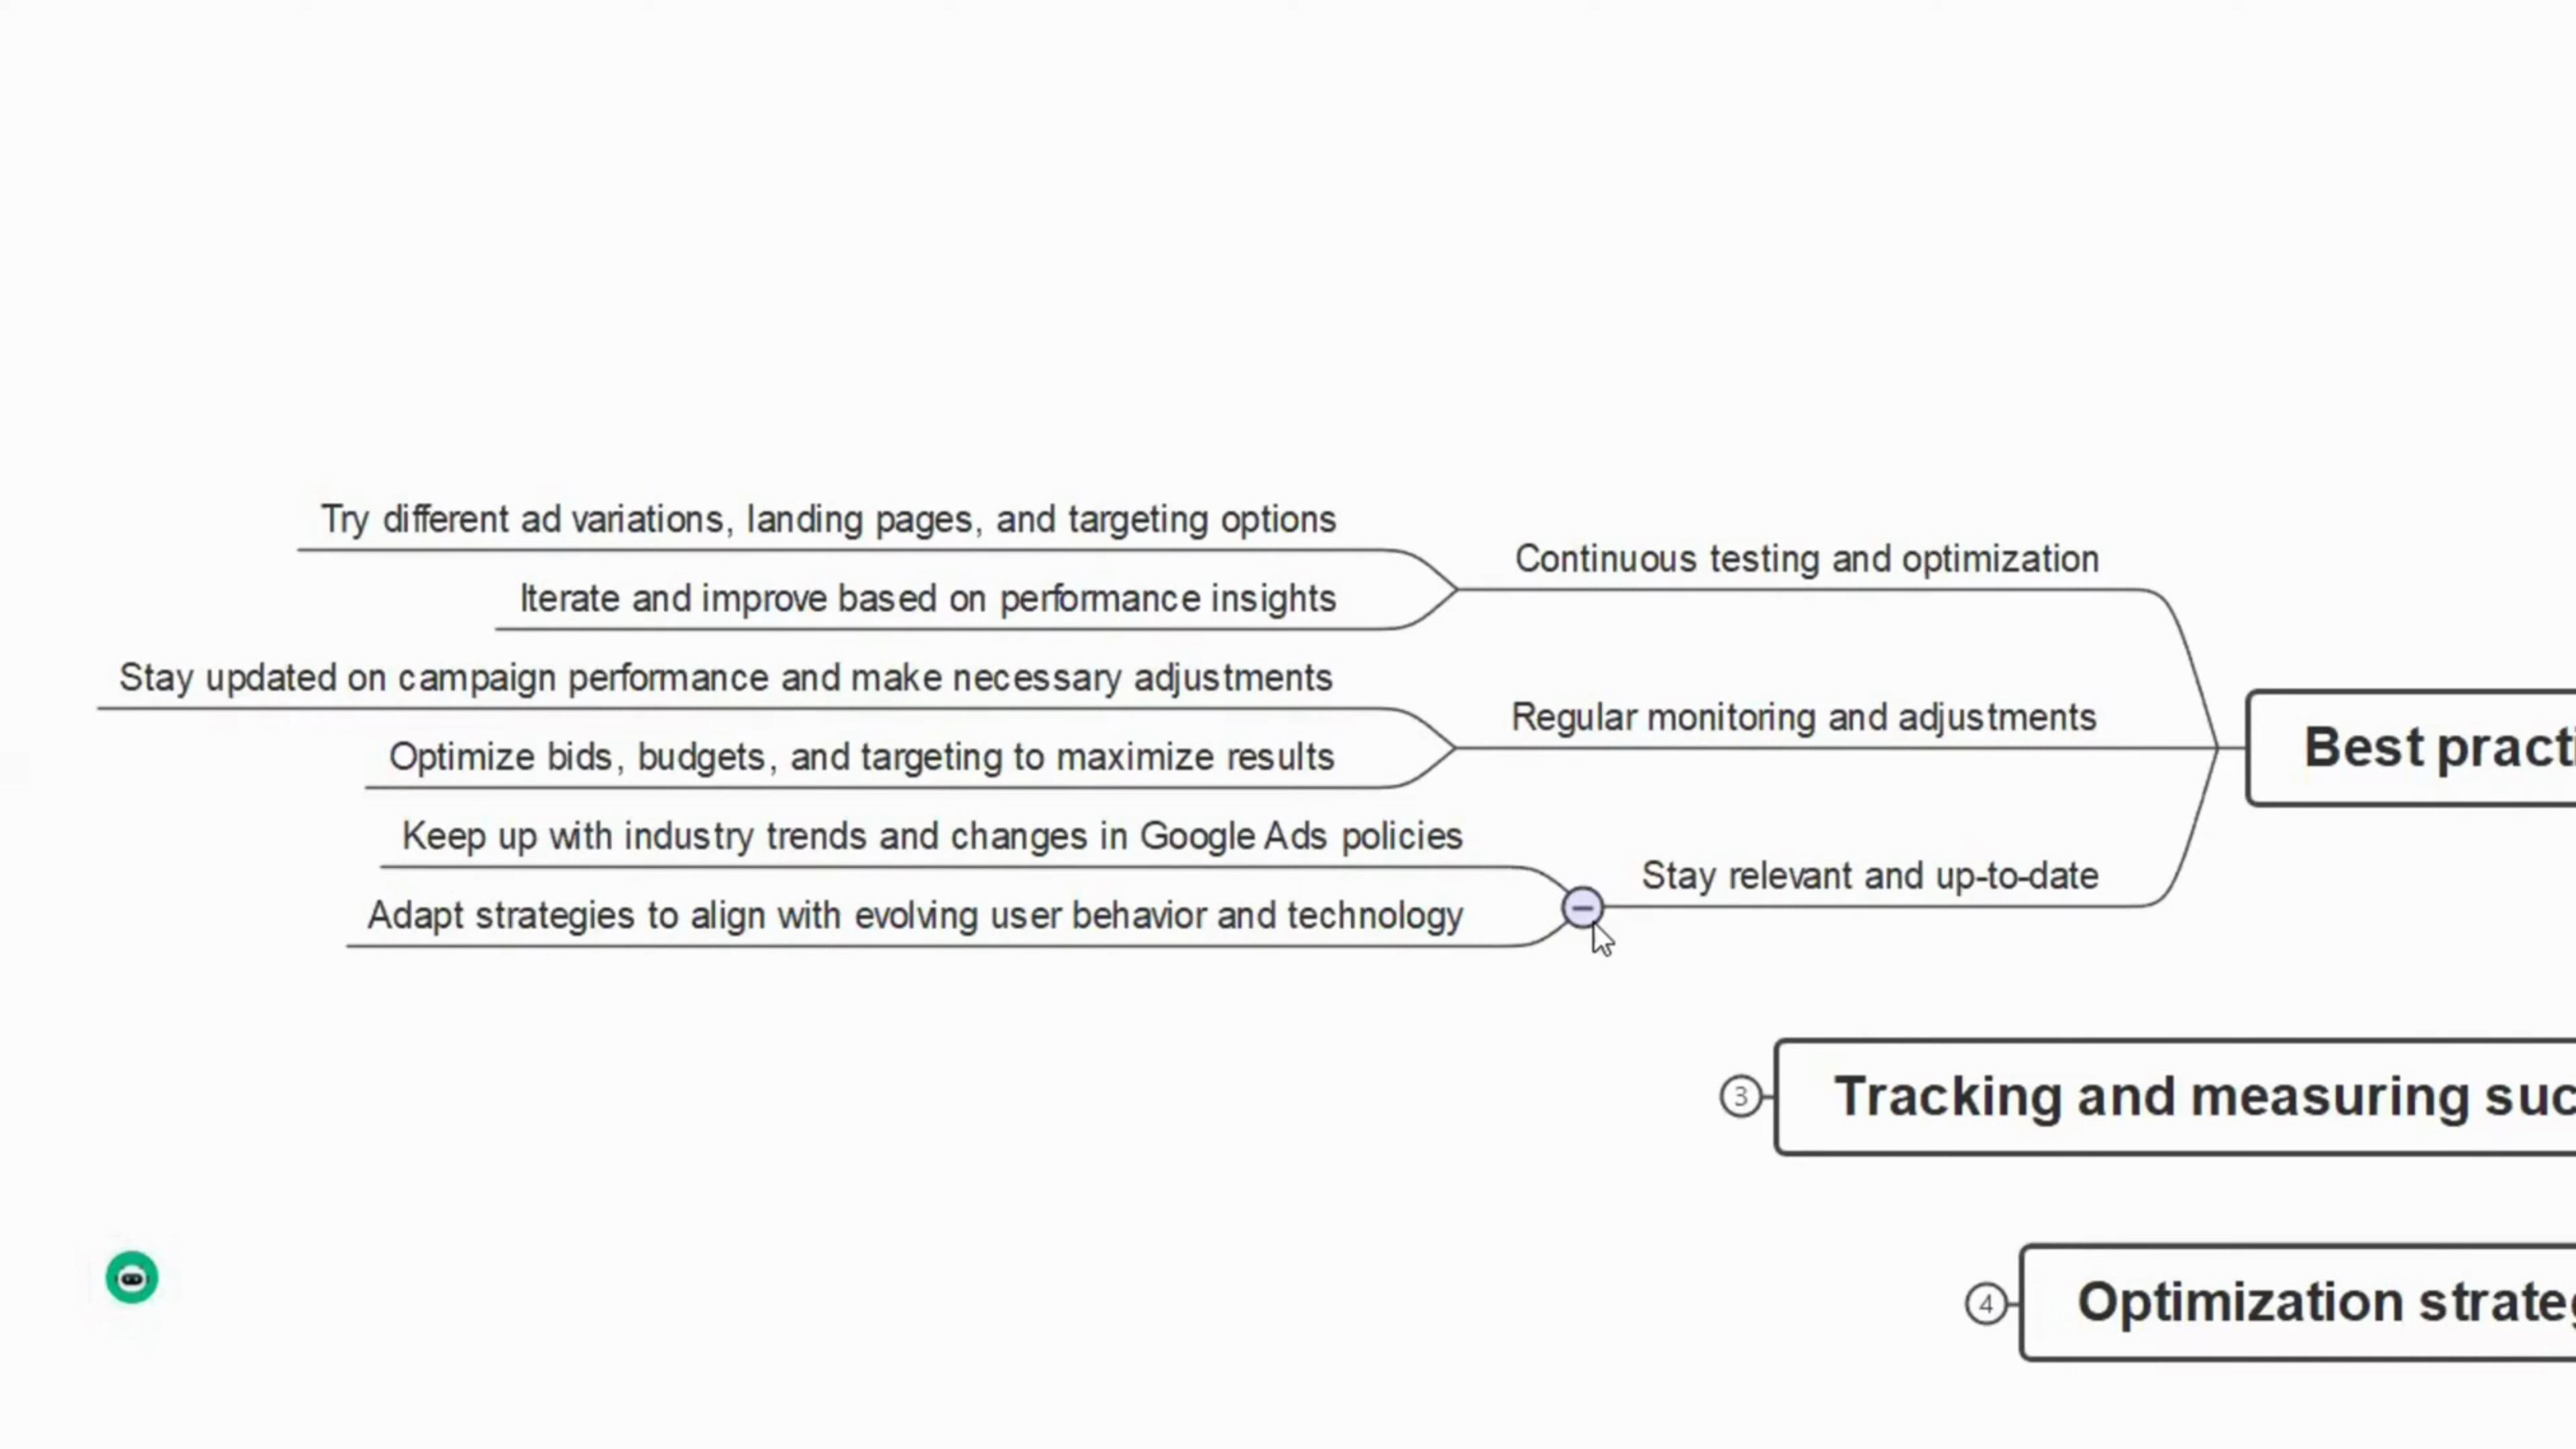 Try different ad variations, landing pages, and targeting options
Iterate and improve based on performance insights
Continuous testing and optimization
Stay updated on campaign performance and make necessary adjustments
Optimize bids, budgets, and targeting to maximize results
Regular monitoring and adjustments
Keep up with industry trends and changes in Google Ads policies
Adapt strategies to align with evolving user behavior and technology
Stay relevant and up-to-date
Best
3
Tracking and measuring
4
Optimization